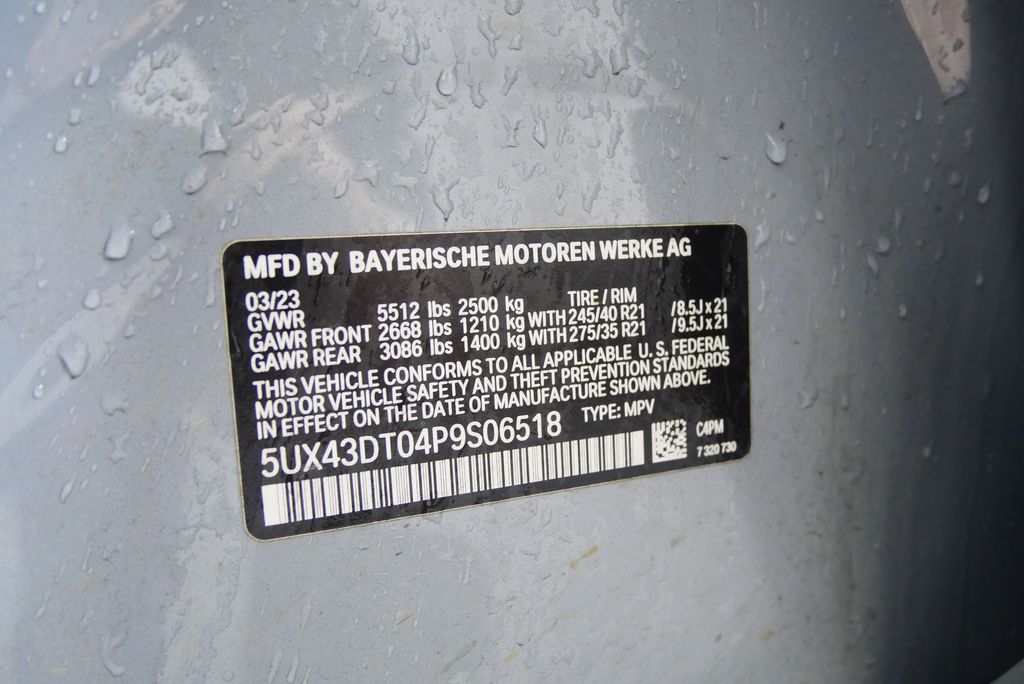 MFD BY BAYERISCHE MOTOREN WERKE AG
03/23 TIRE / RIM
GVWR 5512 lbs 2500 kg
GAWR FRONT 2668 lbs 1210 kg WITH 245/40 R21 /8.5J x 21
GAWR REAR 3086 lbs 1400 kg WITH 275/35 R21 /9.5J x 21
THIS VEHICLE CONFORMS TO ALL APPLICABLE U.S. FEDERAL
MOTOR VEHICLE SAFETY AND THEFT PREVENTION STANDARDS
IN EFFECT ON THE DATE OF MANUFACTURE SHOWN ABOVE.
5UX43DT04P9S06518 TYPE: MPV
C4PM
7 320 730